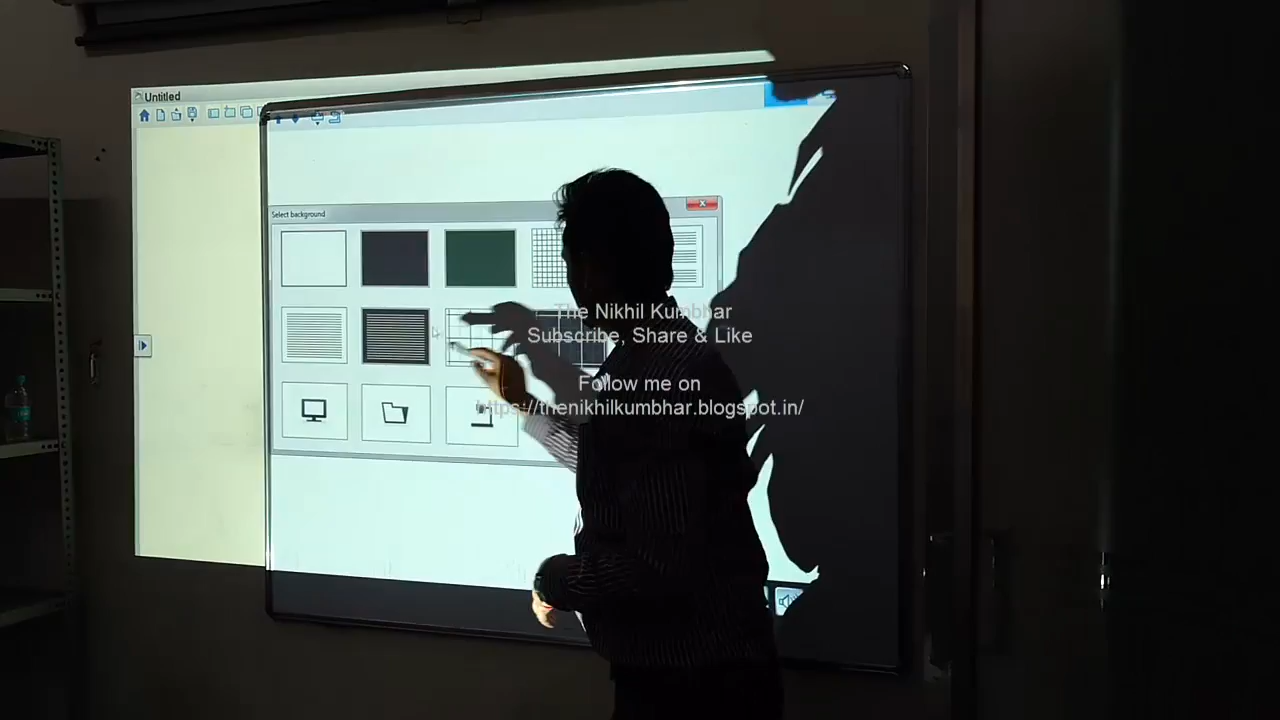 Untitled
Select background
The Nikhil Kumbhar
Subscribe, Share & Like
Follow me on
https://thenikhilkumbhar.blogspot.in/